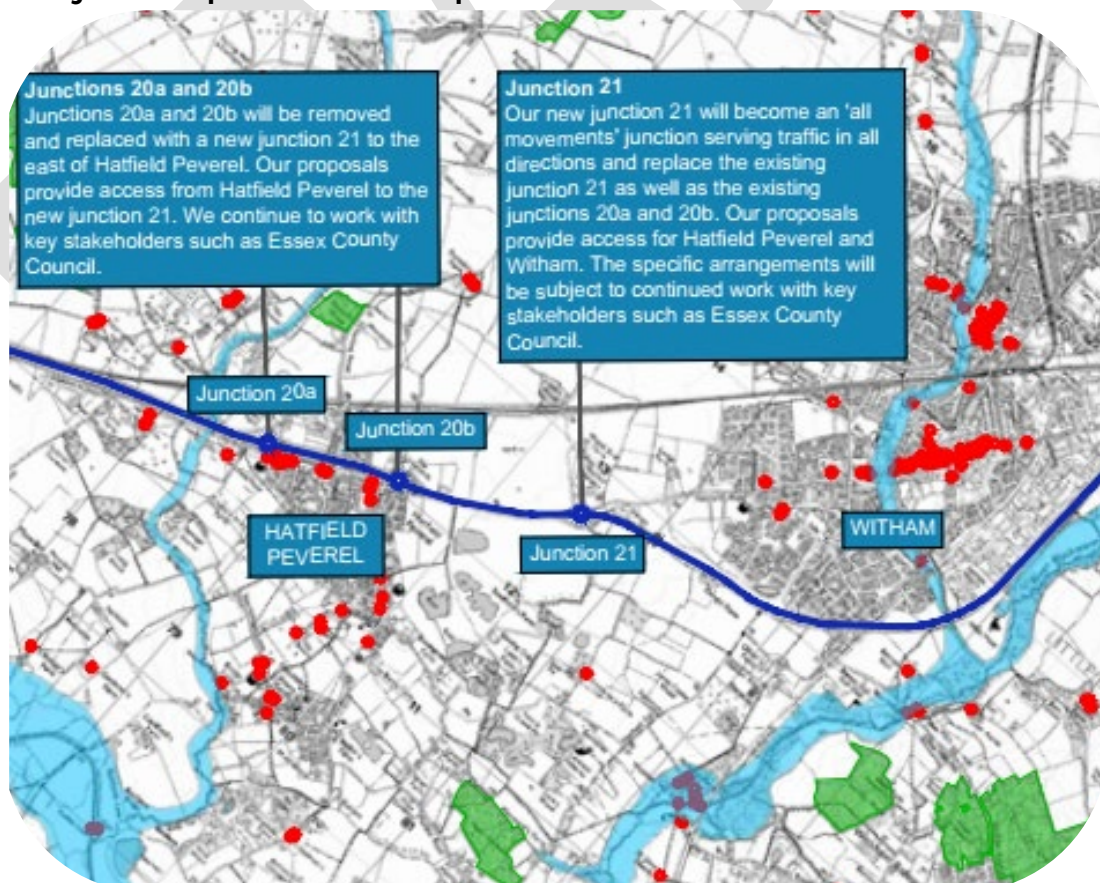 Junctions 20a and 20b
Junctions 20a and 20b will be removed
and replaced with a new junction 21 to the
east of Hatfield Peverel. Our proposals
provide access from Hatfield Peverel to the
new junction 21. We continue to work with
key stakeholders such as Essex County
Council.
Junction 21
Our new junction 21 will become an 'all
movements' junction serving traffic in all
directions and replace the existing
junction 21 as well as the existing
junctions 20a and 20b. Our proposals
provide access for Hatfield Peverel and
Witham. The specific arrangements will
be subject to continued work with key
stakeholders such as Essex County
Council.
Junction 20a
Junction 20b
HATFIELD
PEVEREL
Junction 21
WITHAM